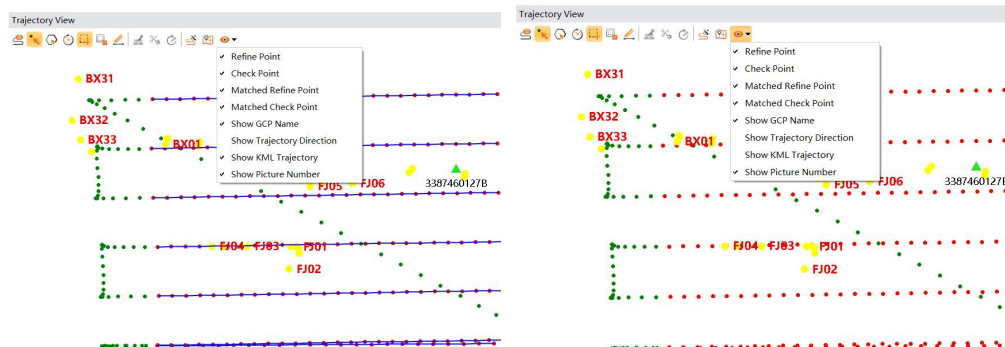 Trajectory View
Refine Point
Check Point
Matched Refine Point
Matched Check Point
Show GCP Name
Show Trajectory Direction
Show KML Trajectory
Show Picture Number
BX31
BX32
BX33
BX01
FJ05
FJ06
3387460127B
FJ04
FJ03
FJ01
FJ02
Trajectory View
Refine Point
Check Point
Matched Refine Point
Matched Check Point
Show GCP Name
Show Trajectory Direction
Show KML Trajectory
Show Picture Number
BX31
BX32
BX33
BX01
FJ05
FJ06
3387460127B
FJ04
FJ03
FJ01
FJ02